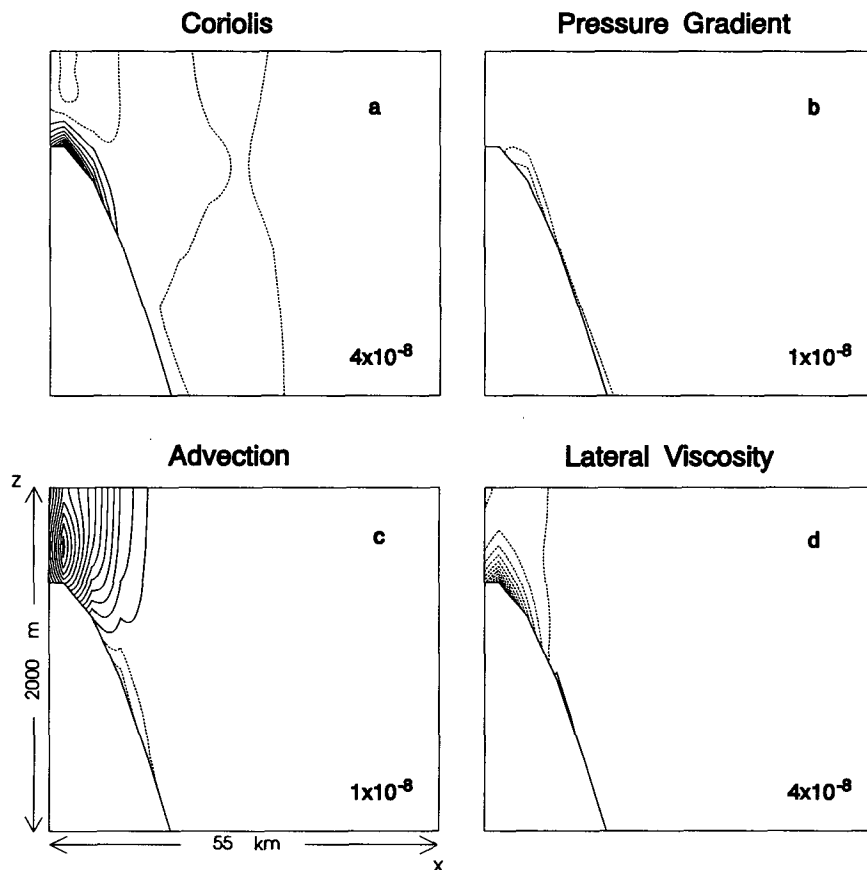 Coriolis
Pressure Gradient
a
4x10⁻⁸
b
1x10⁻⁸
Advection
Lateral Viscosity
z
2000 m
c
1x10⁻⁸
55 km
x
d
4x10⁻⁸